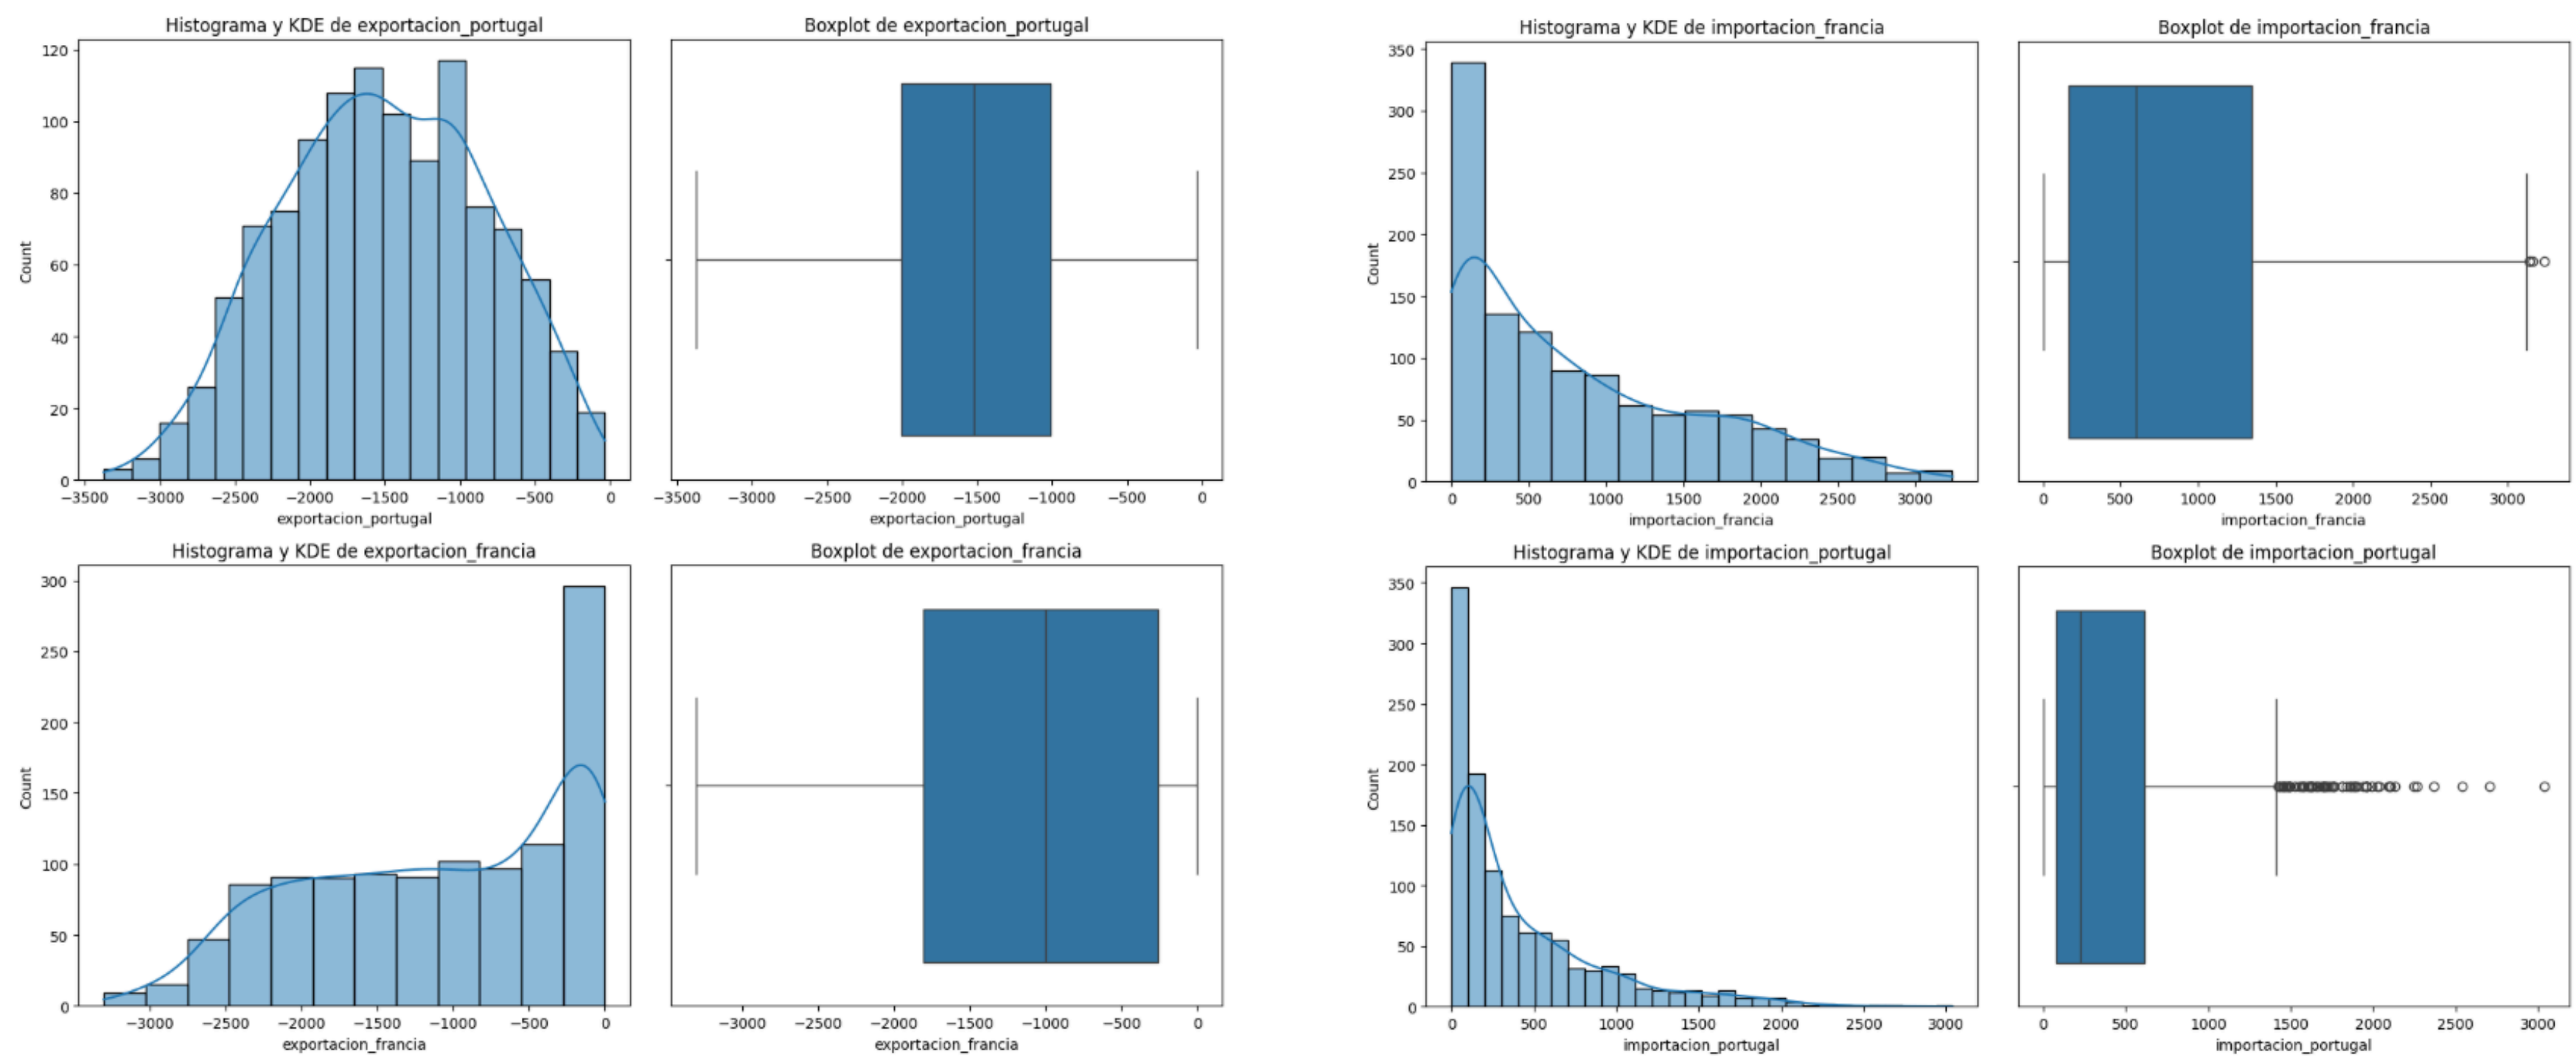 Histograma y KDE de exportacion_portugal
Count
120
100
80
60
40
20
0
−3500 −3000 −2500 −2000 −1500 −1000 −500 0
exportacion_portugal
Boxplot de exportacion_portugal
−3500 −3000 −2500 −2000 −1500 −1000 −500 0
exportacion_portugal
Histograma y KDE de importacion_francia
Count
350
300
250
200
150
100
50
0
0 500 1000 1500 2000 2500 3000
importacion_francia
Boxplot de importacion_francia
0 500 1000 1500 2000 2500 3000
importacion_francia
Histograma y KDE de exportacion_francia
Count
300
250
200
150
100
50
0
−3000 −2500 −2000 −1500 −1000 −500 0
exportacion_francia
Boxplot de exportacion_francia
−3000 −2500 −2000 −1500 −1000 −500 0
exportacion_francia
Histograma y KDE de importacion_portugal
Count
350
300
250
200
150
100
50
0
0 500 1000 1500 2000 2500 3000
importacion_portugal
Boxplot de importacion_portugal
0 500 1000 1500 2000 2500 3000
importacion_portugal